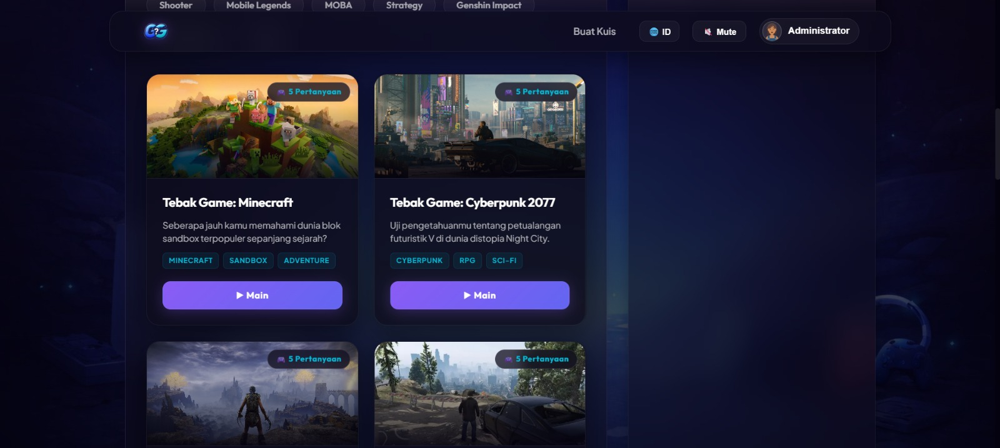 Shooter
Mobile Legends
MOBA
Strategy
Genshin Impact
G?G
Buat Kuis
ID
Mute
Administrator
5 Pertanyaan
5 Pertanyaan
Tebak Game: Minecraft
Seberapa jauh kamu memahami dunia blok
sandbox terpopuler sepanjang sejarah?
MINECRAFT
SANDBOX
ADVENTURE
▶ Main
Tebak Game: Cyberpunk 2077
Uji pengetahuanmu tentang petualangan
futuristik V di dunia distopia Night City.
CYBERPUNK
RPG
SCI-FI
▶ Main
5 Pertanyaan
5 Pertanyaan